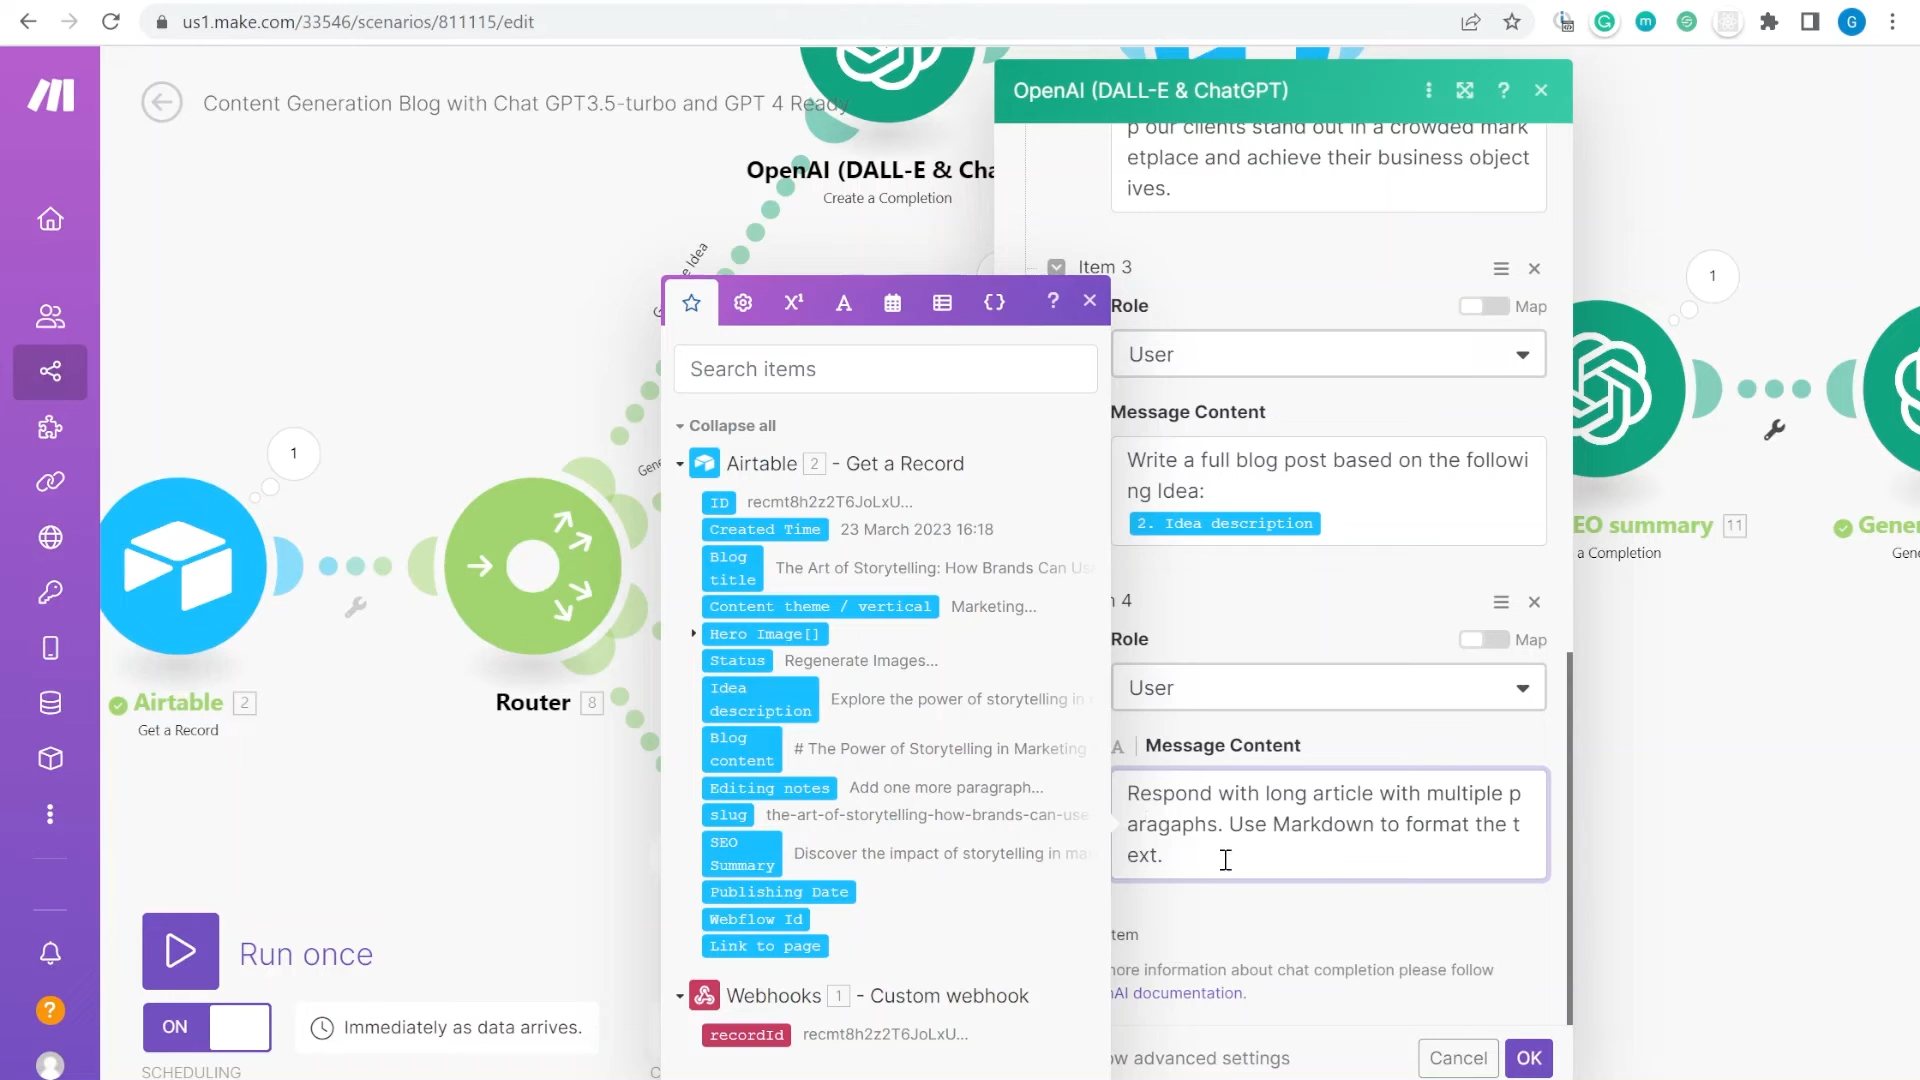 us1.make.com/33546/scenarios/811115/edit
G
Content Generation Blog with Chat GPT3.5-turbo and GPT 4 Ready
OpenAI (DALL-E & Cha
Create a Completion
OpenAI (DALL-E & ChatGPT)
p our clients stand out in a crowded mark
etplace and achieve their business object
ives.
Item 3
Role
Map
User
Message Content
Write a full blog post based on the followi
ng Idea:
2. Idea description
4
Role
Map
User
A
Message Content
Respond with long article with multiple p
aragaphs. Use Markdown to format the t
ext.
tem
more information about chat completion please follow
AI documentation.
ow advanced settings
Cancel
OK
Search items
Collapse all
Airtable 2 - Get a Record
ID recmt8h2z2T6JoLxU...
Created Time 23 March 2023 16:18
Blog title The Art of Storytelling: How Brands Can Us
Content theme / vertical Marketing...
Hero Image[]
Status Regenerate Images...
Idea description Explore the power of storytelling in
Blog content # The Power of Storytelling in Marketing
Editing notes Add one more paragraph...
slug the-art-of-storytelling-how-brands-can-use
SEO Summary Discover the impact of storytelling in ma
Publishing Date
Webflow Id
Link to page
Webhooks 1 - Custom webhook
recordId recmt8h2z2T6JoLxU...
e Idea
Gene
1
Airtable 2
Get a Record
Router 8
1
EO summary 11
a Completion
Gener
Gene
Run once
ON
Immediately as data arrives.
SCHEDULING
C